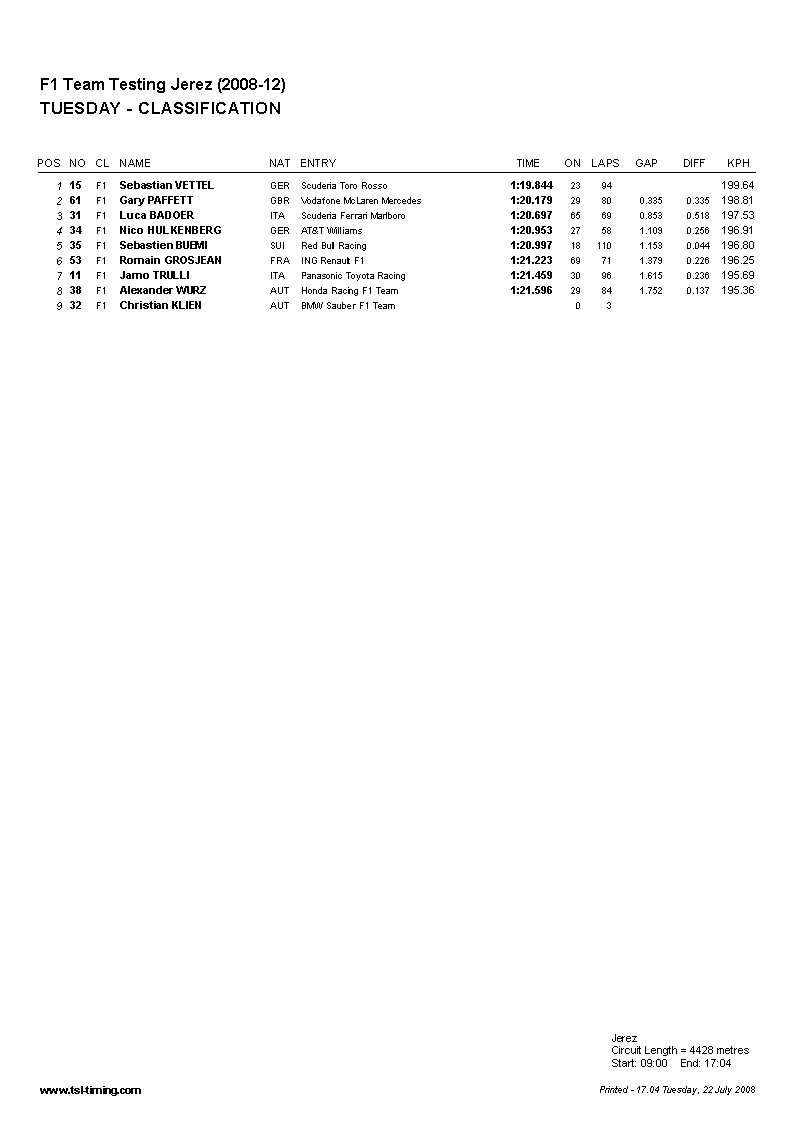 F1 Team Testing Jerez (2008-12)
TUESDAY - CLASSIFICATION
POS NO CL NAME NAT ENTRY TIME ON LAPS GAP DIFF KPH
1 15 F1 Sebastian VETTEL GER Scuderia Toro Rosso 1:19.844 23 94 199.64
2 61 F1 Gary PAFFETT GBR Vodafone McLaren Mercedes 1:20.179 29 80 0.335 0.335 198.81
3 31 F1 Luca BADOER ITA Scuderia Ferrari Marlboro 1:20.697 65 69 0.853 0.518 197.53
4 34 F1 Nico HULKENBERG GER AT&T Williams 1:20.953 27 58 1.109 0.256 196.91
5 35 F1 Sebastien BUEMI SUI Red Bull Racing 1:20.997 18 110 1.153 0.044 196.80
6 53 F1 Romain GROSJEAN FRA ING Renault F1 1:21.223 69 71 1.379 0.226 196.25
7 11 F1 Jarno TRULLI ITA Panasonic Toyota Racing 1:21.459 30 96 1.615 0.236 195.69
8 38 F1 Alexander WURZ AUT Honda Racing F1 Team 1:21.596 29 84 1.752 0.137 195.36
9 32 F1 Christian KLIEN AUT BMW Sauber F1 Team 0 3
Jerez
Circuit Length = 4428 metres
Start: 09:00 End: 17:04
www.tsl-timing.com Printed - 17:04 Tuesday, 22 July 2008